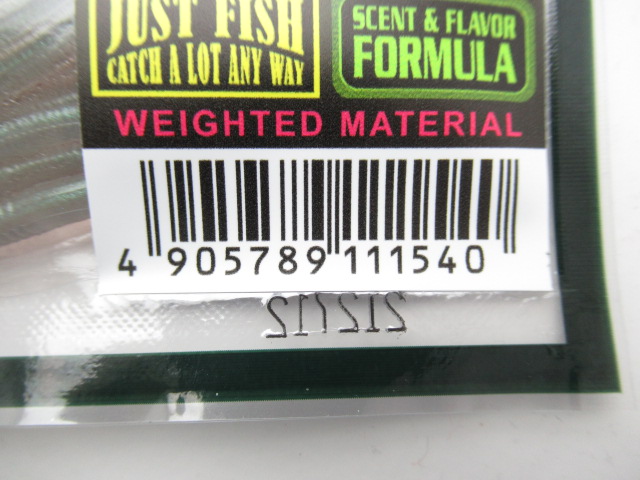 JUST FISH
CATCH A LOT ANY WAY
SCENT & FLAVOR
FORMULA
WEIGHTED MATERIAL
4 905789 111540